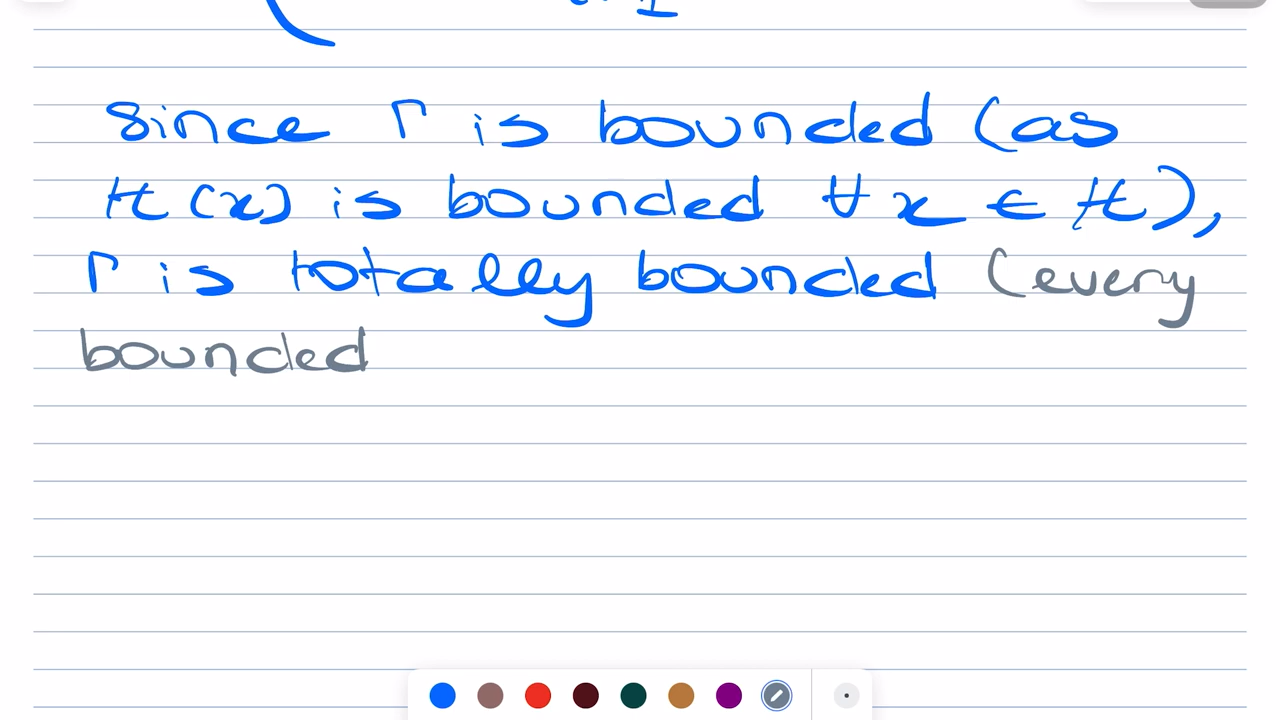 Since Γ is bounded (as
ℋ(x) is bounded ∀ x ∈ ℋ),
Γ is totally bounded (every
bounded